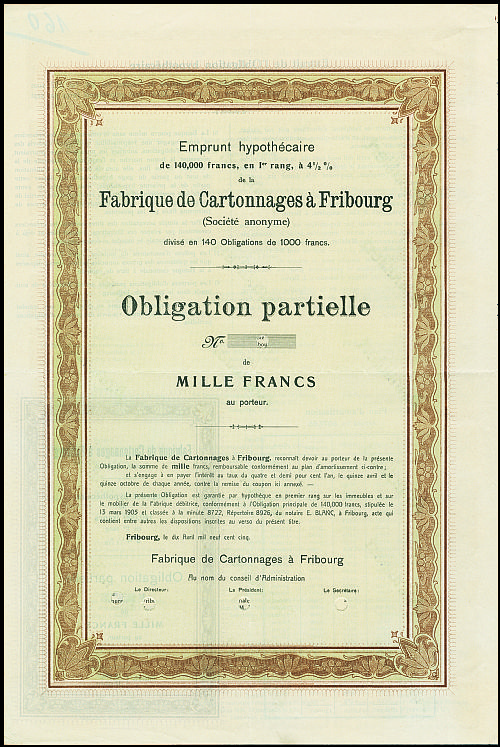 160
Emprunt hypothécaire
de 140,000 francs, en 1er rang, à 4 1/2 %
de la
Fabrique de Cartonnages à Fribourg
(Société anonyme)
divisé en 140 Obligations de 1000 francs.
Obligation partielle
No.
de
MILLE FRANCS
au porteur.
La Fabrique de Cartonnages à Fribourg, reconnaît devoir au porteur de la présente
Obligation, la somme de mille francs, remboursable conformément au plan d'amortissement ci-contre;
et s'engage à en payer l'intérêt au taux du quatre et demi pour cent l'an, le quinze avril et le
quinze octobre de chaque année, contre la remise du coupon ici annexé. —
La présente Obligation est garantie par hypothèque en premier rang sur les immeubles et sur
le mobilier de la Fabrique débitrice, conformément à l'Obligation principale de 140,000 francs, stipulée le
13 mars 1905 et classée à la minute 8722, Répertoire 8926, du notaire E. BLANC, à Fribourg, acte qui
contient entre autres les dispositions inscrites au verso du présent titre.
Fribourg, le dix Avril mil neuf cent cinq.
Fabrique de Cartonnages à Fribourg
Au nom du conseil d'Administration
Le Directeur: Le Président: Le Secrétaire: